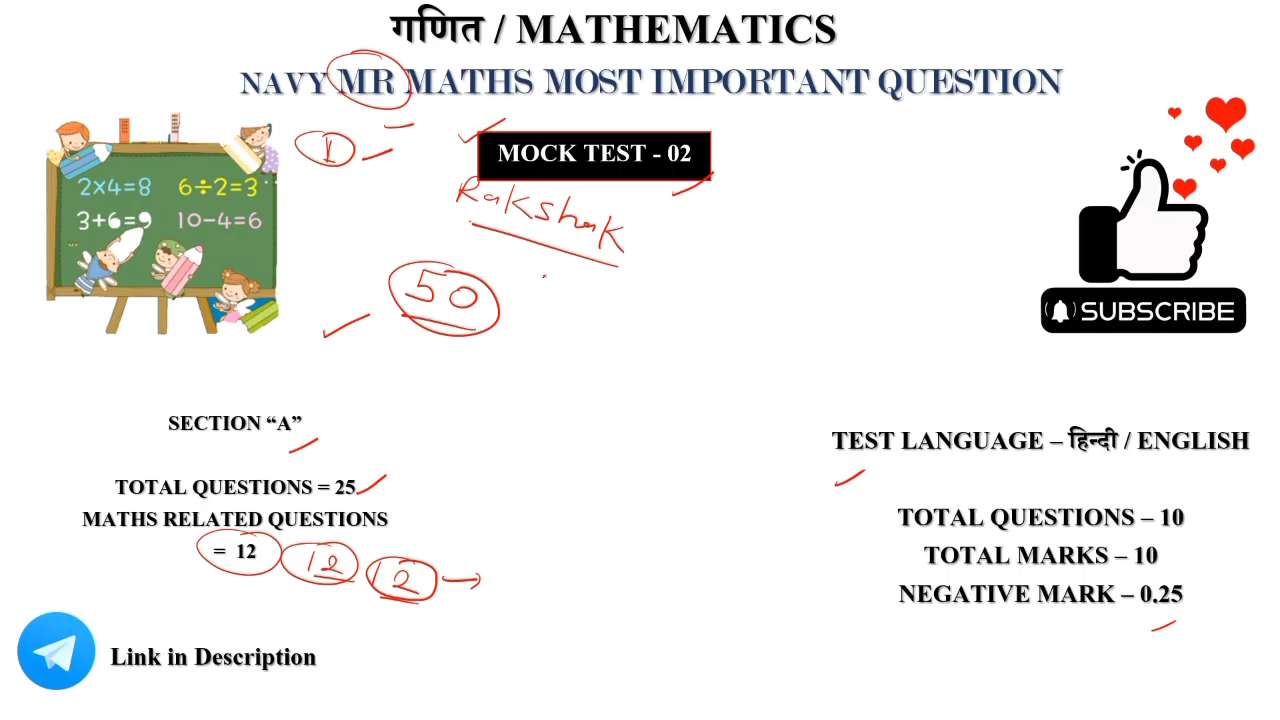 गणित / MATHEMATICS
NAVY MR MATHS MOST IMPORTANT QUESTION
MOCK TEST - 02
1
Rakshak
50
2×4=8 6÷2=3
3+6=9 10-4=6
SUBSCRIBE
SECTION “A”
TOTAL QUESTIONS = 25
MATHS RELATED QUESTIONS
= 12 12 12
TEST LANGUAGE – हिन्दी / ENGLISH
TOTAL QUESTIONS – 10
TOTAL MARKS – 10
NEGATIVE MARK – 0.25
Link in Description